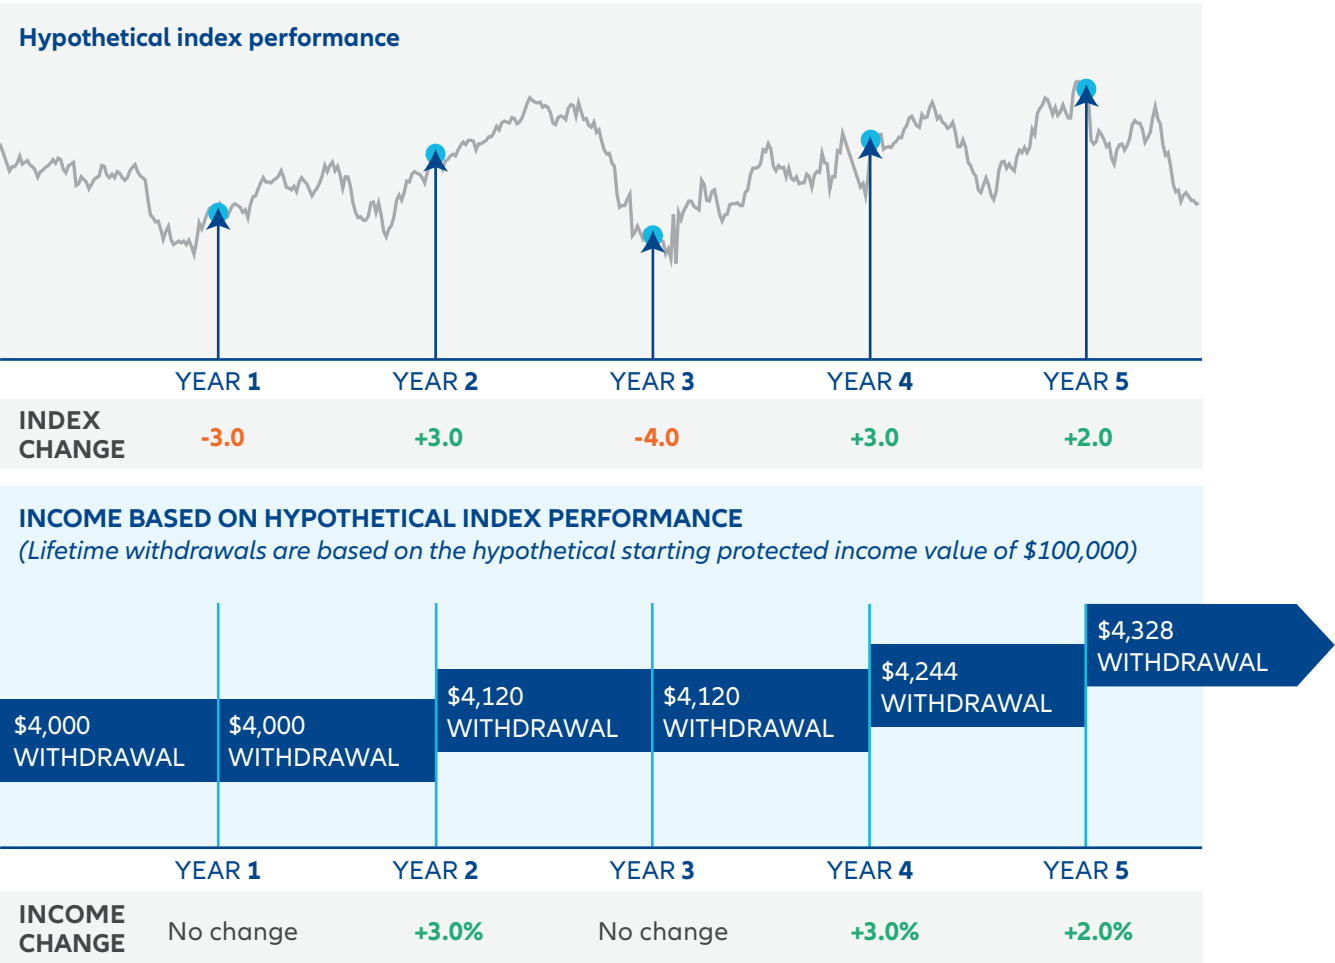 Hypothetical index performance
YEAR 1 YEAR 2 YEAR 3 YEAR 4 YEAR 5
INDEX
CHANGE
-3.0 +3.0 -4.0 +3.0 +2.0
INCOME BASED ON HYPOTHETICAL INDEX PERFORMANCE
(Lifetime withdrawals are based on the hypothetical starting protected income value of $100,000)
$4,000
WITHDRAWAL
$4,000
WITHDRAWAL
$4,120
WITHDRAWAL
$4,120
WITHDRAWAL
$4,244
WITHDRAWAL
$4,328
WITHDRAWAL
YEAR 1 YEAR 2 YEAR 3 YEAR 4 YEAR 5
INCOME
CHANGE
No change +3.0% No change +3.0% +2.0%